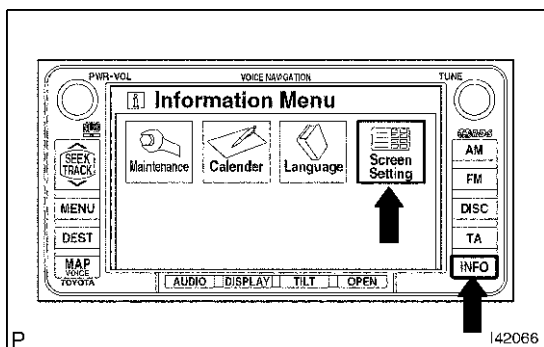 PWR-VOL
VOICE NAVIGATION
TUNE
i Information Menu
Maintenance
Calender
Language
Screen
Setting
SEEK
TRACK
MENU
DEST
MAP
VOICE
TOYOTA
AM
FM
DISC
TA
INFO
AUDIO
DISPLAY
TILT
OPEN
P
I42066